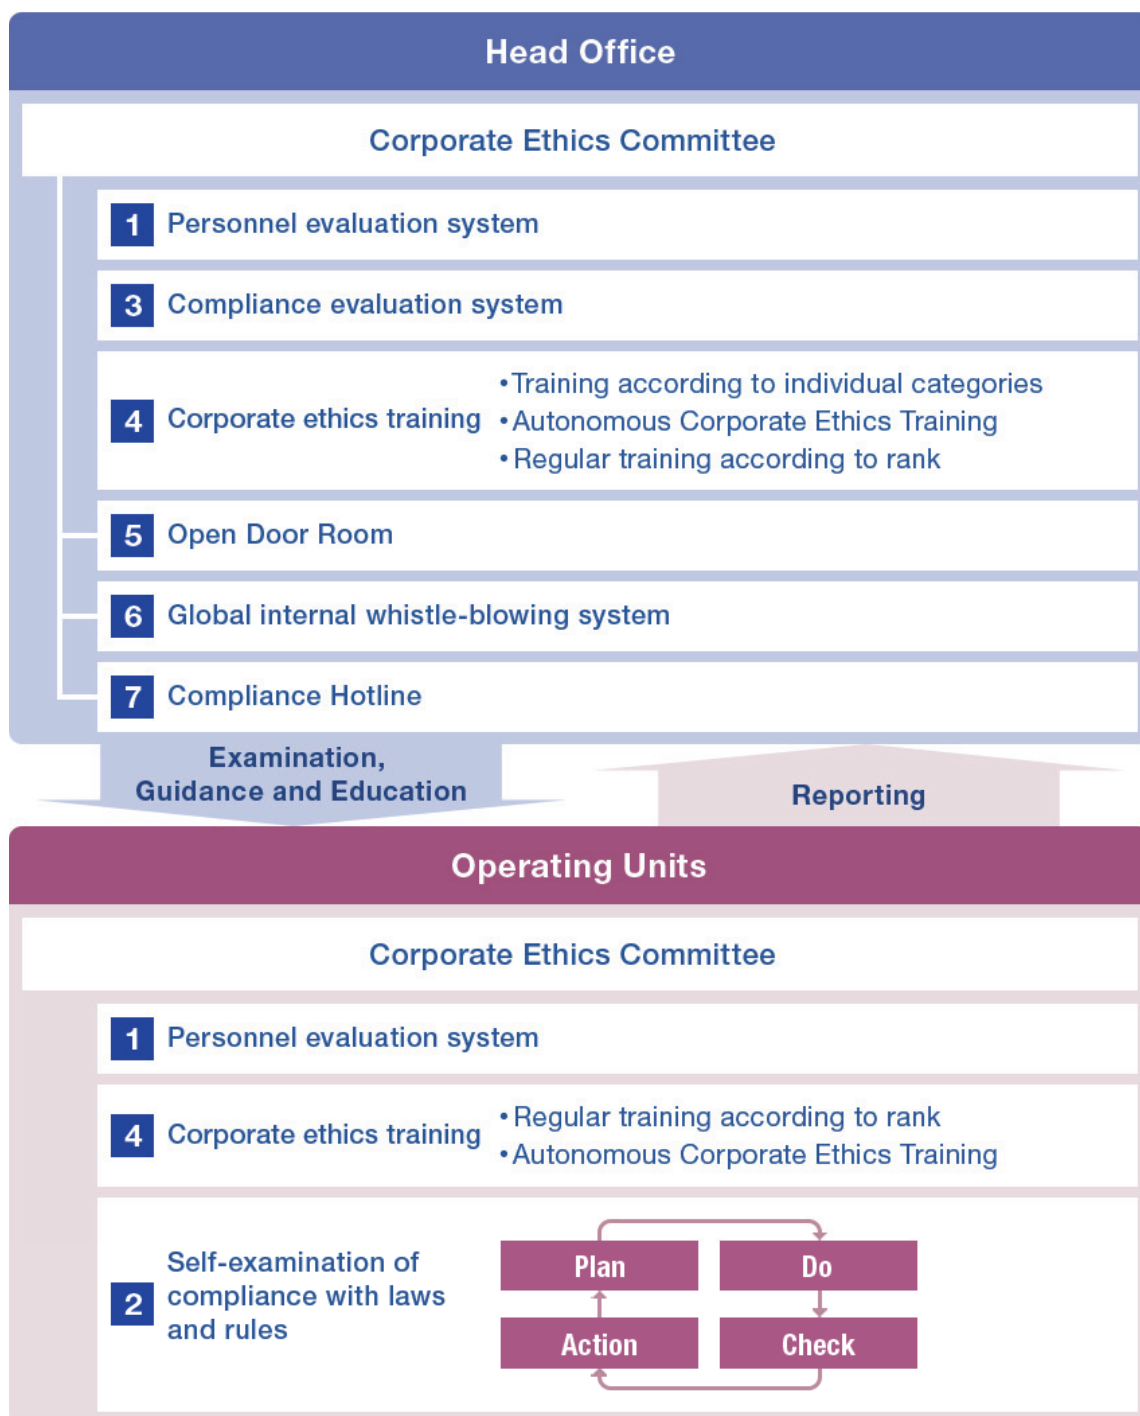 Head Office
Corporate Ethics Committee
1 Personnel evaluation system
3 Compliance evaluation system
4 Corporate ethics training
•Training according to individual categories
•Autonomous Corporate Ethics Training
•Regular training according to rank
5 Open Door Room
6 Global internal whistle-blowing system
7 Compliance Hotline
Examination,
Guidance and Education
Reporting
Operating Units
Corporate Ethics Committee
1 Personnel evaluation system
4 Corporate ethics training
•Regular training according to rank
•Autonomous Corporate Ethics Training
2 Self-examination of
compliance with laws
and rules
Plan
Do
Action
Check